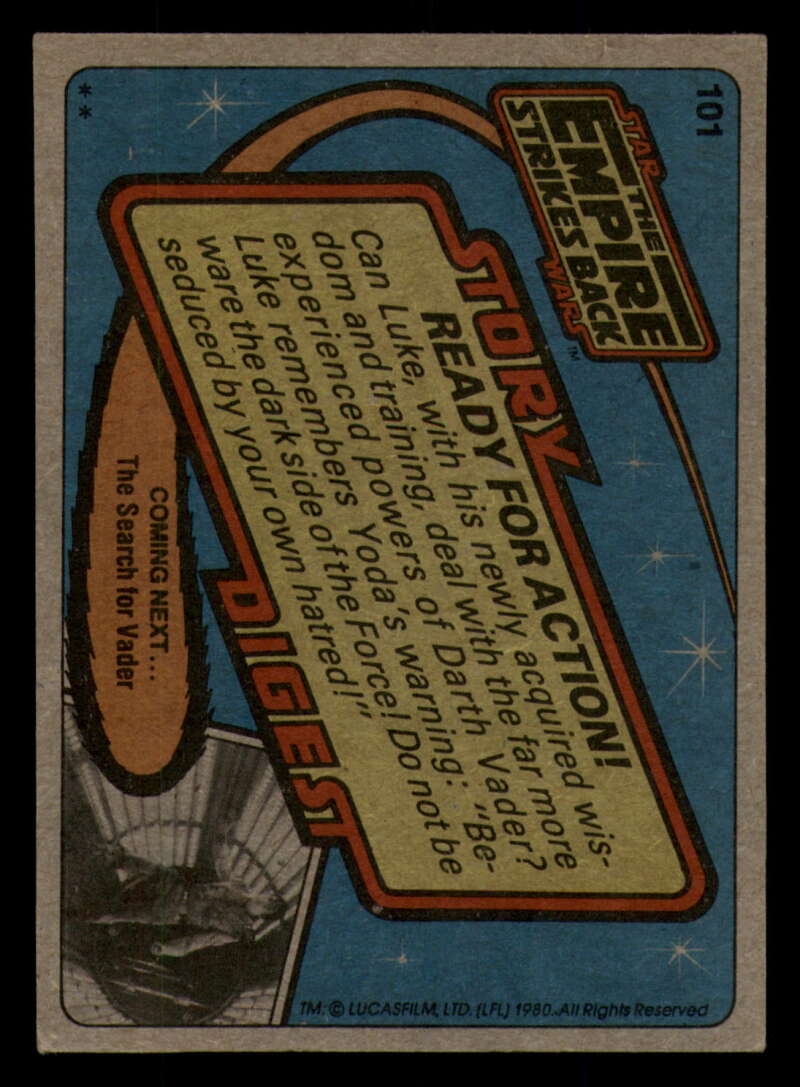 101
STAR
THE
EMPIRE
STRIKES BACK
WARS
TM
STORY
READY FOR ACTION!
Can Luke, with his newly acquired wis-
dom and training, deal with the far more
experienced powers of Darth Vader?
Luke remembers Yoda's warning: "Be-
ware the dark side of the Force! Do not be
seduced by your own hatred!"
DIGEST
COMING NEXT...
The Search for Vader
**
TM: © LUCASFILM, LTD. (LFL) 1980. All Rights Reserved